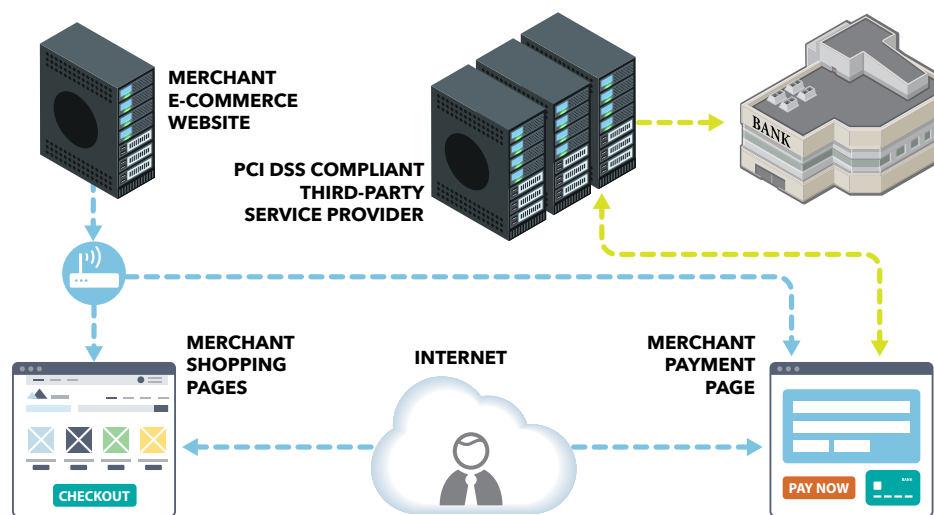 MERCHANT
E-COMMERCE
WEBSITE
PCI DSS COMPLIANT
THIRD-PARTY
SERVICE PROVIDER
BANK
MERCHANT
SHOPPING
PAGES
INTERNET
MERCHANT
PAYMENT
PAGE
CHECKOUT
PAY NOW
BANK